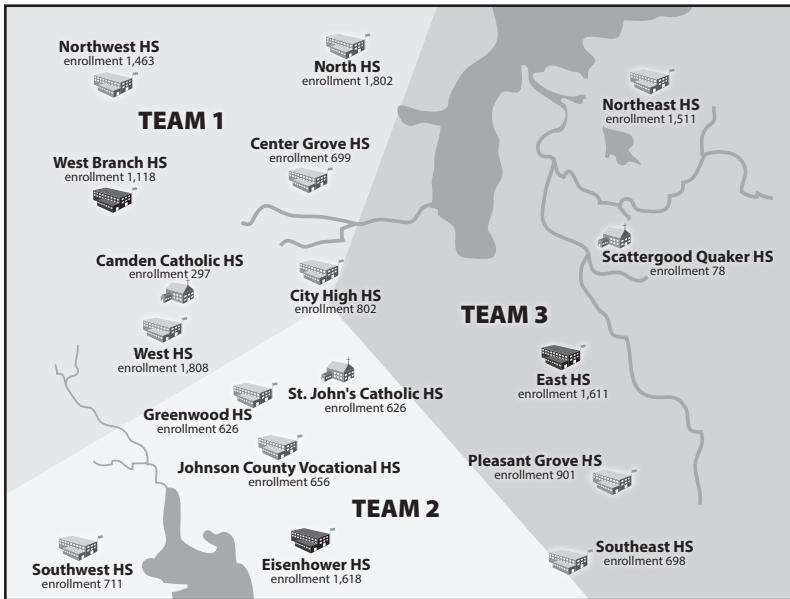 Northwest HS
enrollment 1,463
North HS
enrollment 1,802
Northeast HS
enrollment 1,511
TEAM 1
Center Grove HS
enrollment 699
West Branch HS
enrollment 1,118
Camden Catholic HS
enrollment 297
Scattergood Quaker HS
enrollment 78
City High HS
enrollment 802
TEAM 3
West HS
enrollment 1,808
East HS
enrollment 1,611
St. John's Catholic HS
enrollment 626
Greenwood HS
enrollment 626
Johnson County Vocational HS
enrollment 656
Pleasant Grove HS
enrollment 901
TEAM 2
Southwest HS
enrollment 711
Eisenhower HS
enrollment 1,618
Southeast HS
enrollment 698